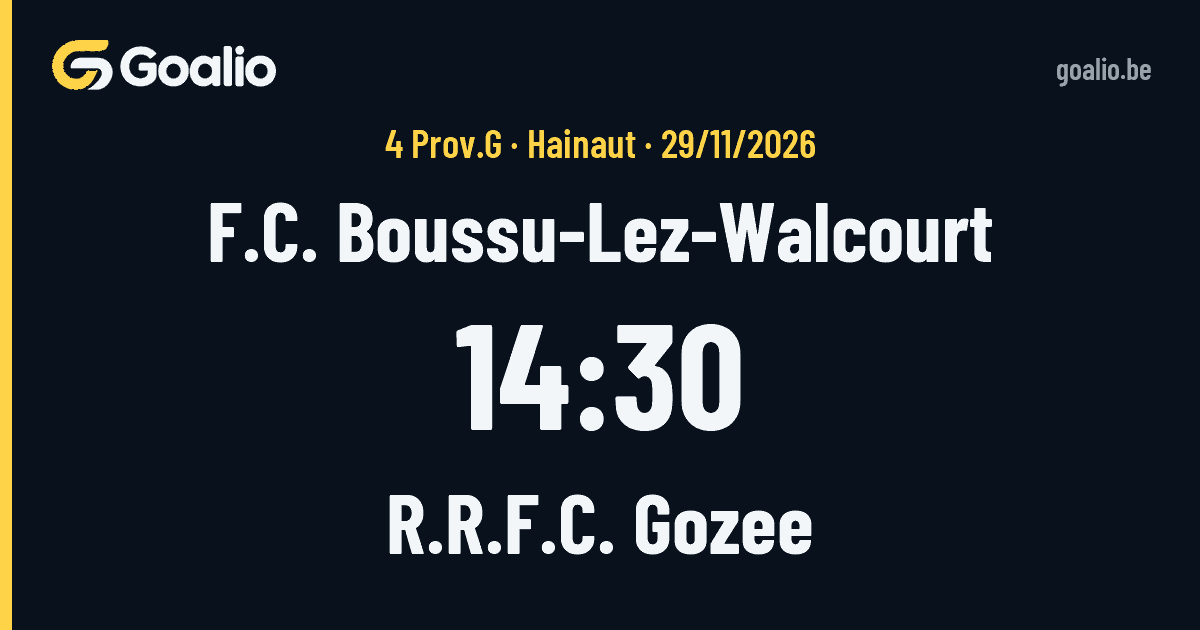 Goalio
goalio.be
4 Prov.G · Hainaut · 29/11/2026
F.C. Boussu-Lez-Walcourt
14:30
R.R.F.C. Gozee